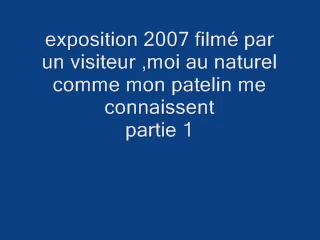 exposition 2007 filmé par
un visiteur ,moi au naturel
comme mon patelin me
connaissent
partie 1